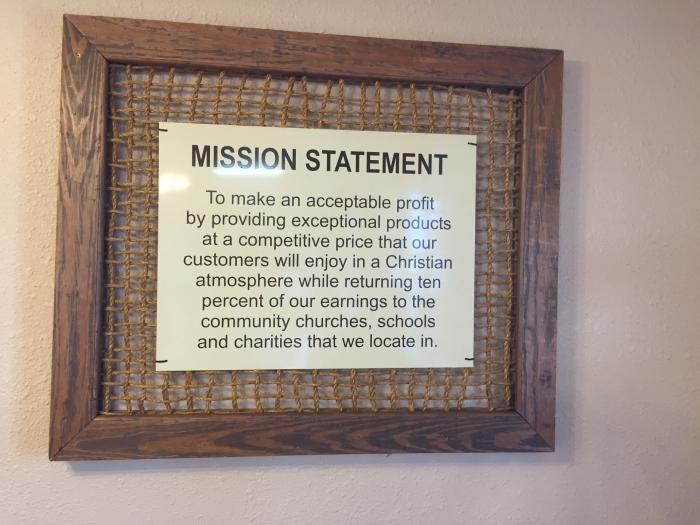 MISSION STATEMENT
To make an acceptable profit
by providing exceptional products
at a competitive price that our
customers will enjoy in a Christian
atmosphere while returning ten
percent of our earnings to the
community churches, schools
and charities that we locate in.